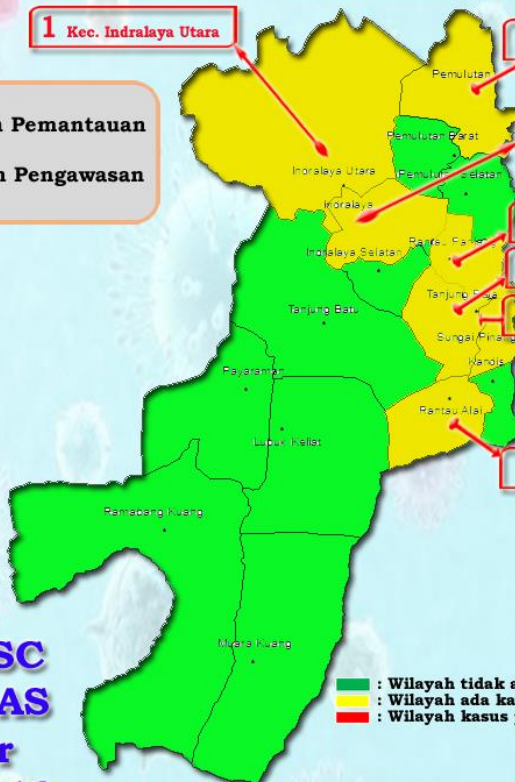 1 Kec. Indralaya Utara
Pemantauan
Pengawasan
Pemulutan
Pemulutan Barat
Pemulutan Selatan
Indralaya Utara
Indralaya
Rantau
Indralaya Selatan
Tanjung
Tanjung Batu
Sungai Pinang
Kandis
Payaraman
Rantau Alai
Lubuk Keliat
Rambang Kuang
Muara Kuang
SC
AS
r
: Wilayah tidak a
: Wilayah ada ka
: Wilayah kasus